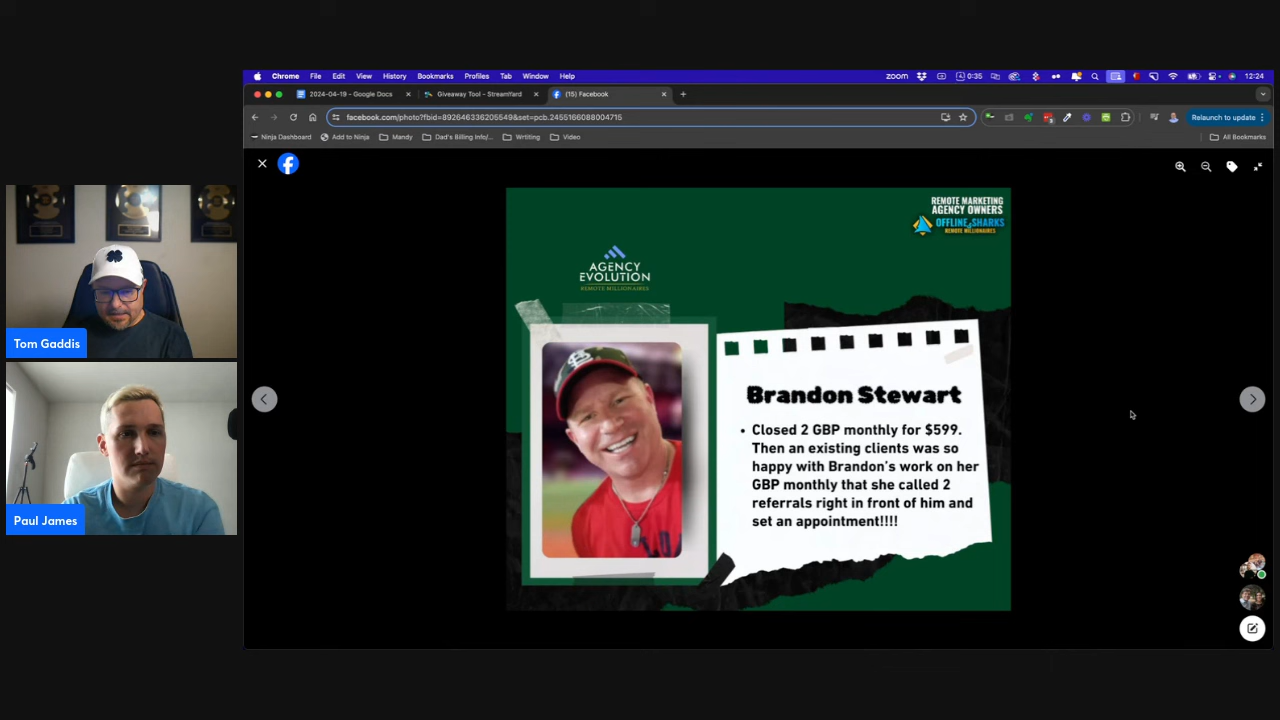 Chrome File Edit View History Bookmarks Profiles Tab Window Help
zoom
0:35
12:24
2024-04-19 - Google Docs
Giveaway Tool - StreamYard
(15) Facebook
facebook.com/photo?fbid=892646336205549&set=pcb.2455166088004715
Relaunch to update
Ninja Dashboard
Add to Ninja
Mandy
Dad's Billing Info/...
Writting
Video
All Bookmarks
REMOTE MARKETING
AGENCY OWNERS
OFFLINE SHARKS
REMOTE MILLIONAIRES
AGENCY
EVOLUTION
REMOTE MILLIONAIRES
Brandon Stewart
• Closed 2 GBP monthly for $599.
Then an existing clients was so
happy with Brandon's work on her
GBP monthly that she called 2
referrals right in front of him and
set an appointment!!!!
Tom Gaddis
Paul James